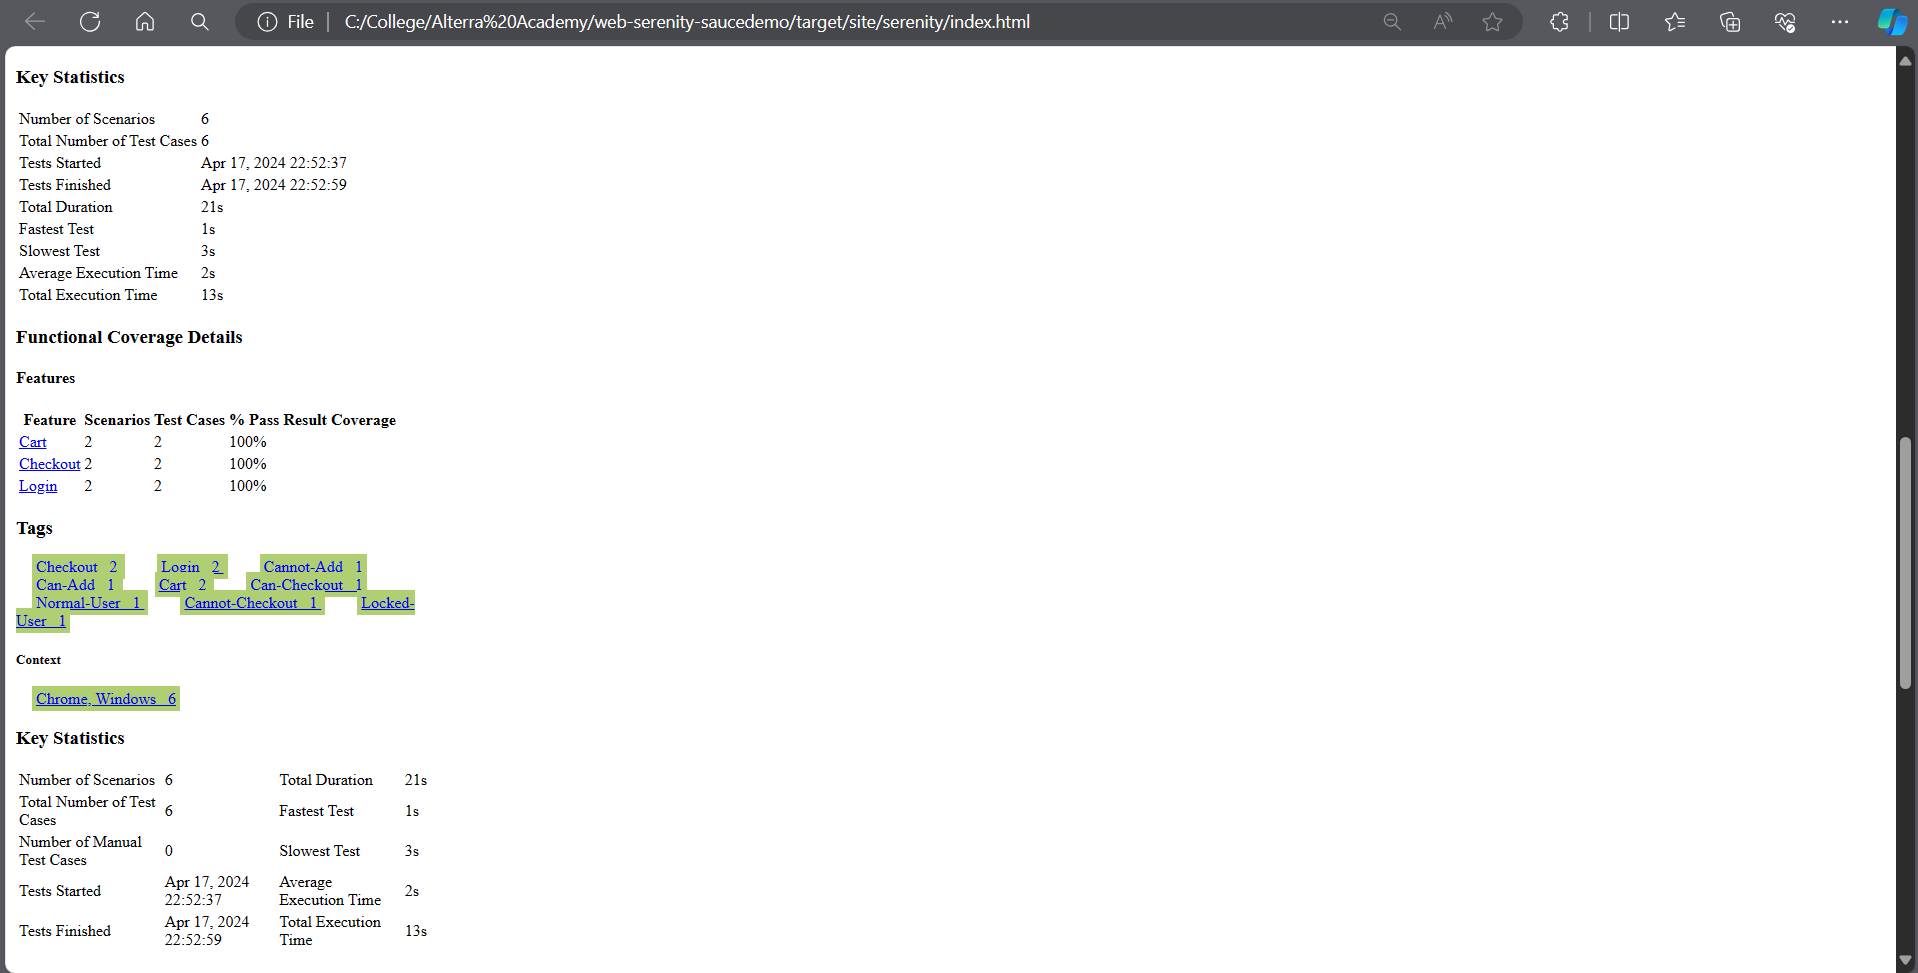 File C:/College/Alterra%20Academy/web-serenity-saucedemo/target/site/serenity/index.html
Key Statistics
Number of Scenarios 6
Total Number of Test Cases 6
Tests Started Apr 17, 2024 22:52:37
Tests Finished Apr 17, 2024 22:52:59
Total Duration 21s
Fastest Test 1s
Slowest Test 3s
Average Execution Time 2s
Total Execution Time 13s
Functional Coverage Details
Features
Feature Scenarios Test Cases % Pass Result Coverage
Cart 2 2 100%
Checkout 2 2 100%
Login 2 2 100%
Tags
Checkout 2 Login 2 Cannot-Add 1
Can-Add 1 Cart 2 Can-Checkout 1
Normal-User 1 Cannot-Checkout 1 Locked-
User 1
Context
Chrome, Windows 6
Key Statistics
Number of Scenarios 6 Total Duration 21s
Total Number of Test
Cases 6 Fastest Test 1s
Number of Manual
Test Cases 0 Slowest Test 3s
Tests Started Apr 17, 2024
22:52:37 Average
Execution Time 2s
Tests Finished Apr 17, 2024
22:52:59 Total Execution
Time 13s